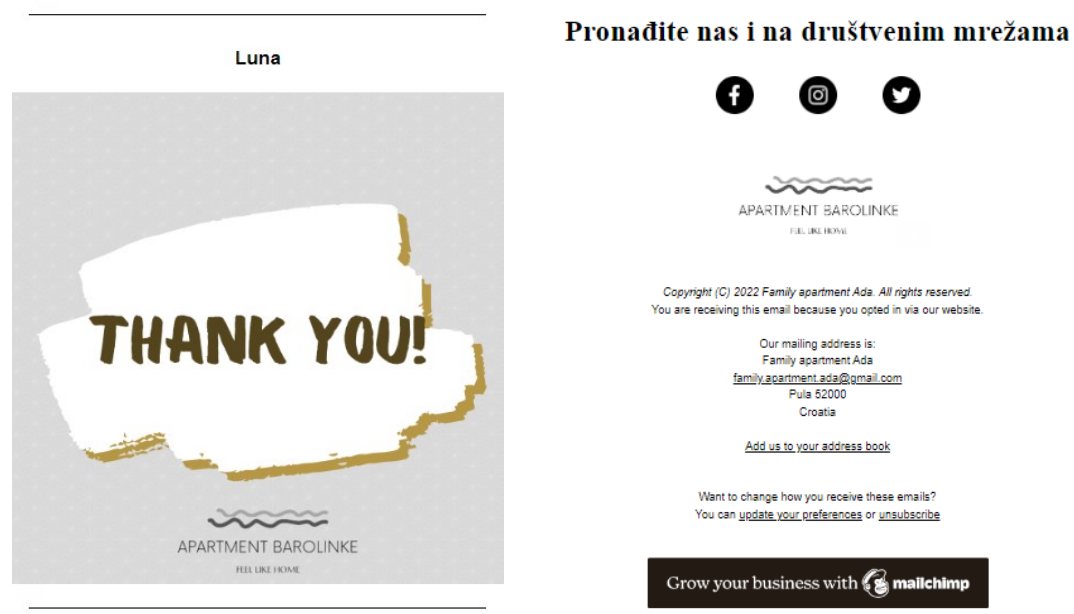 Luna
THANK YOU!
APARTMENT BAROLINKE
FEEL LIKE HOME
Pronađite nas i na društvenim mrežama
APARTMENT BAROLINKE
FEEL LIKE HOME
Copyright (C) 2022 Family apartment Ada. All rights reserved.
You are receiving this email because you opted in via our website.
Our mailing address is:
Family apartment Ada
family.apartment.ada@gmail.com
Pula 52000
Croatia
Add us to your address book
Want to change how you receive these emails?
You can update your preferences or unsubscribe
Grow your business with mailchimp